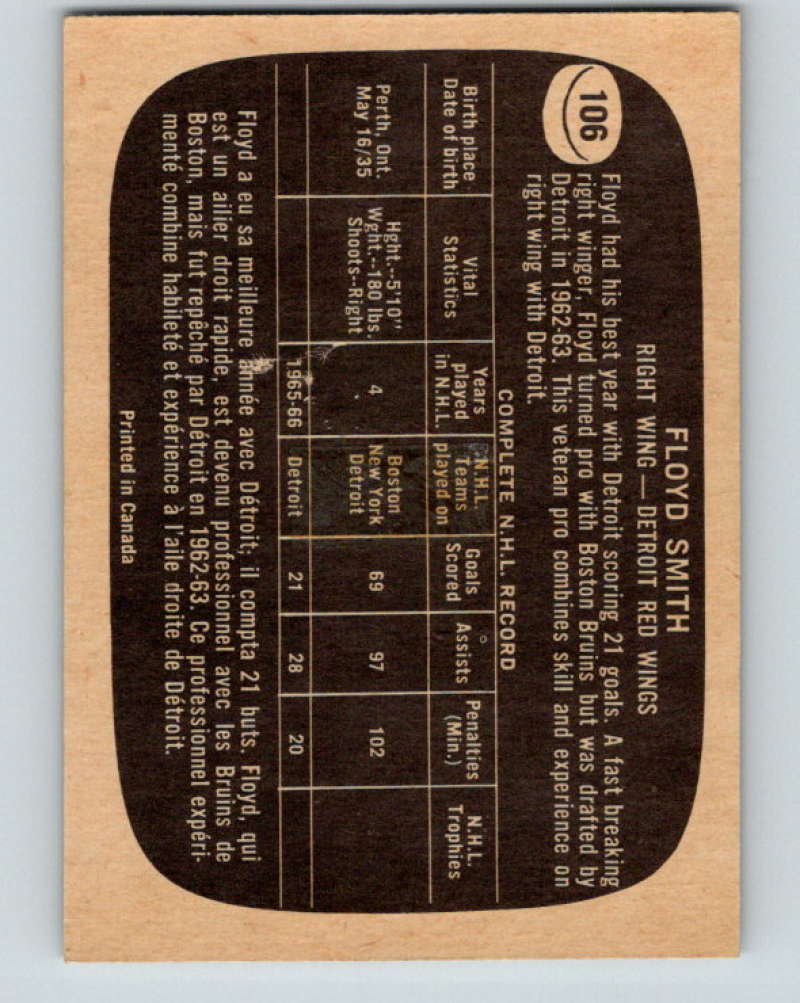 106
FLOYD SMITH
RIGHT WING — DETROIT RED WINGS
Floyd had his best year with Detroit scoring 21 goals. A fast breaking
right winger, Floyd turned pro with Boston Bruins but was drafted by
Detroit in 1962-63. This veteran pro combines skill and experience on
right wing with Detroit.
COMPLETE N.H.L. RECORD
Birth place Vital Years N.H.L. Goals Assists Penalties N.H.L.
Date of birth Statistics played Teams Scored (Min.) Trophies
in N.H.L. played on
Perth, Ont. Hght.--5'10" 4 Boston 69 97 102
May 16/35 Wght.--180 lbs. New York
Shoots--Right Detroit
1965-66 Detroit 21 28 20
Floyd a eu sa meilleure année avec Détroit; il compta 21 buts. Floyd, qui
est un ailier droit rapide, est devenu professionnel avec les Bruins de
Boston, mais fut repêché par Détroit en 1962-63. Ce professionnel expéri-
menté combine habileté et expérience à l'aile droite de Détroit.
Printed in Canada